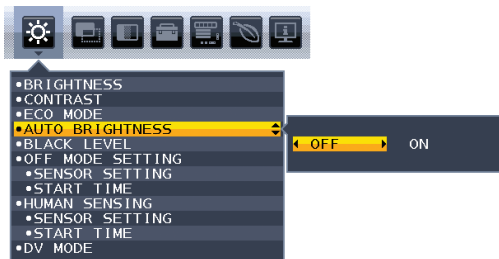 •BRIGHTNESS
•CONTRAST
•ECO MODE
•AUTO BRIGHTNESS
OFF ON
•BLACK LEVEL
•OFF MODE SETTING
•SENSOR SETTING
•START TIME
•HUMAN SENSING
•SENSOR SETTING
•START TIME
•DV MODE